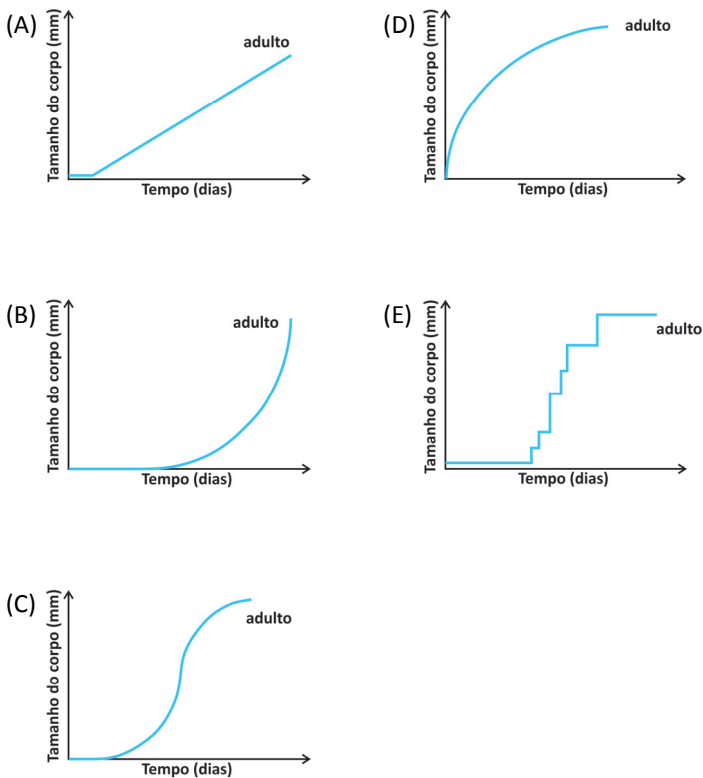 (A)
Tamanho do corpo (mm)
adulto
Tempo (dias)
(B)
Tamanho do corpo (mm)
adulto
Tempo (dias)
(C)
Tamanho do corpo (mm)
adulto
Tempo (dias)
(D)
Tamanho do corpo (mm)
adulto
Tempo (dias)
(E)
Tamanho do corpo (mm)
adulto
Tempo (dias)